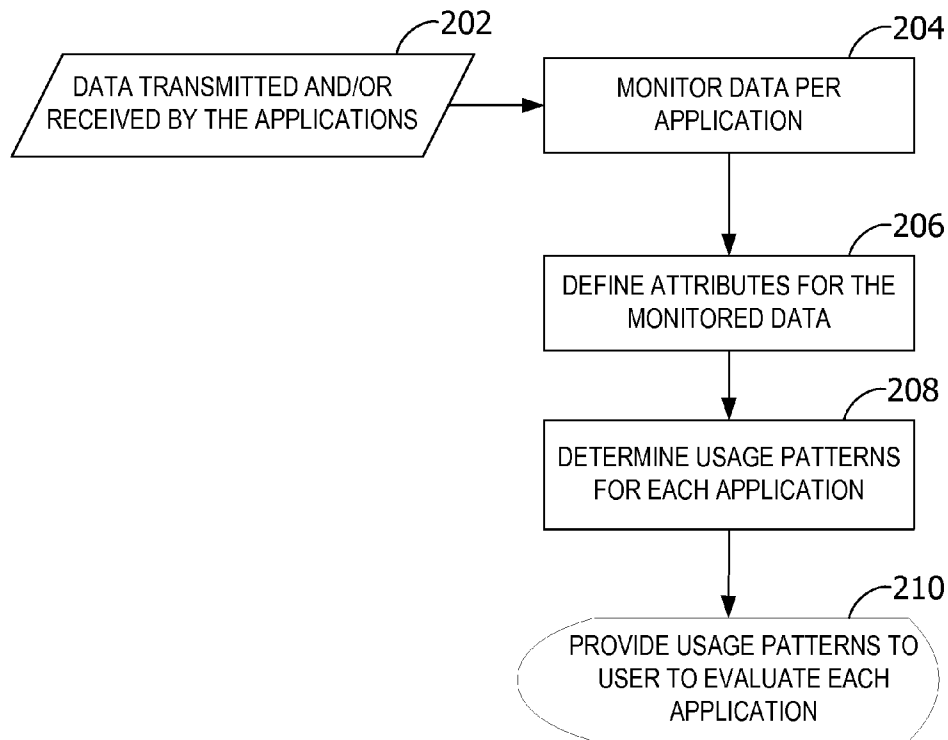 202
DATA TRANSMITTED AND/OR
RECEIVED BY THE APPLICATIONS
204
MONITOR DATA PER
APPLICATION
206
DEFINE ATTRIBUTES FOR THE
MONITORED DATA
208
DETERMINE USAGE PATTERNS
FOR EACH APPLICATION
210
PROVIDE USAGE PATTERNS TO
USER TO EVALUATE EACH
APPLICATION